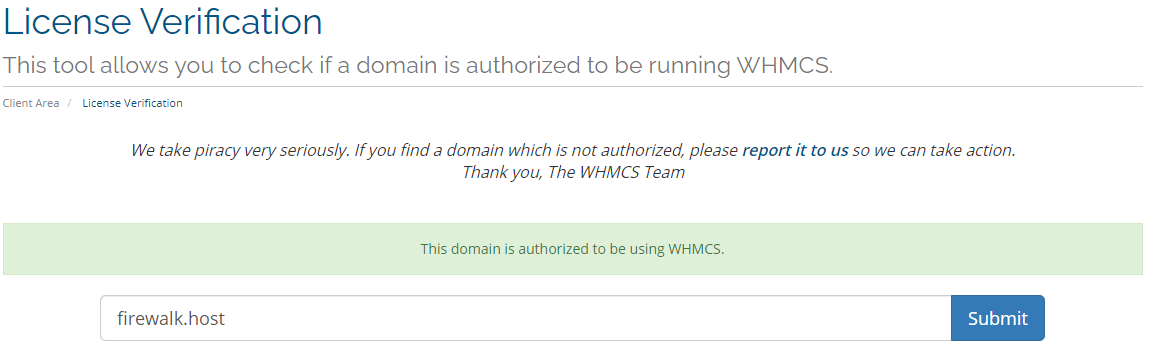 License Verification
This tool allows you to check if a domain is authorized to be running WHMCS.
Client Area / License Verification
We take piracy very seriously. If you find a domain which is not authorized, please report it to us so we can take action.
Thank you, The WHMCS Team
This domain is authorized to be using WHMCS.
firewalk.host Submit